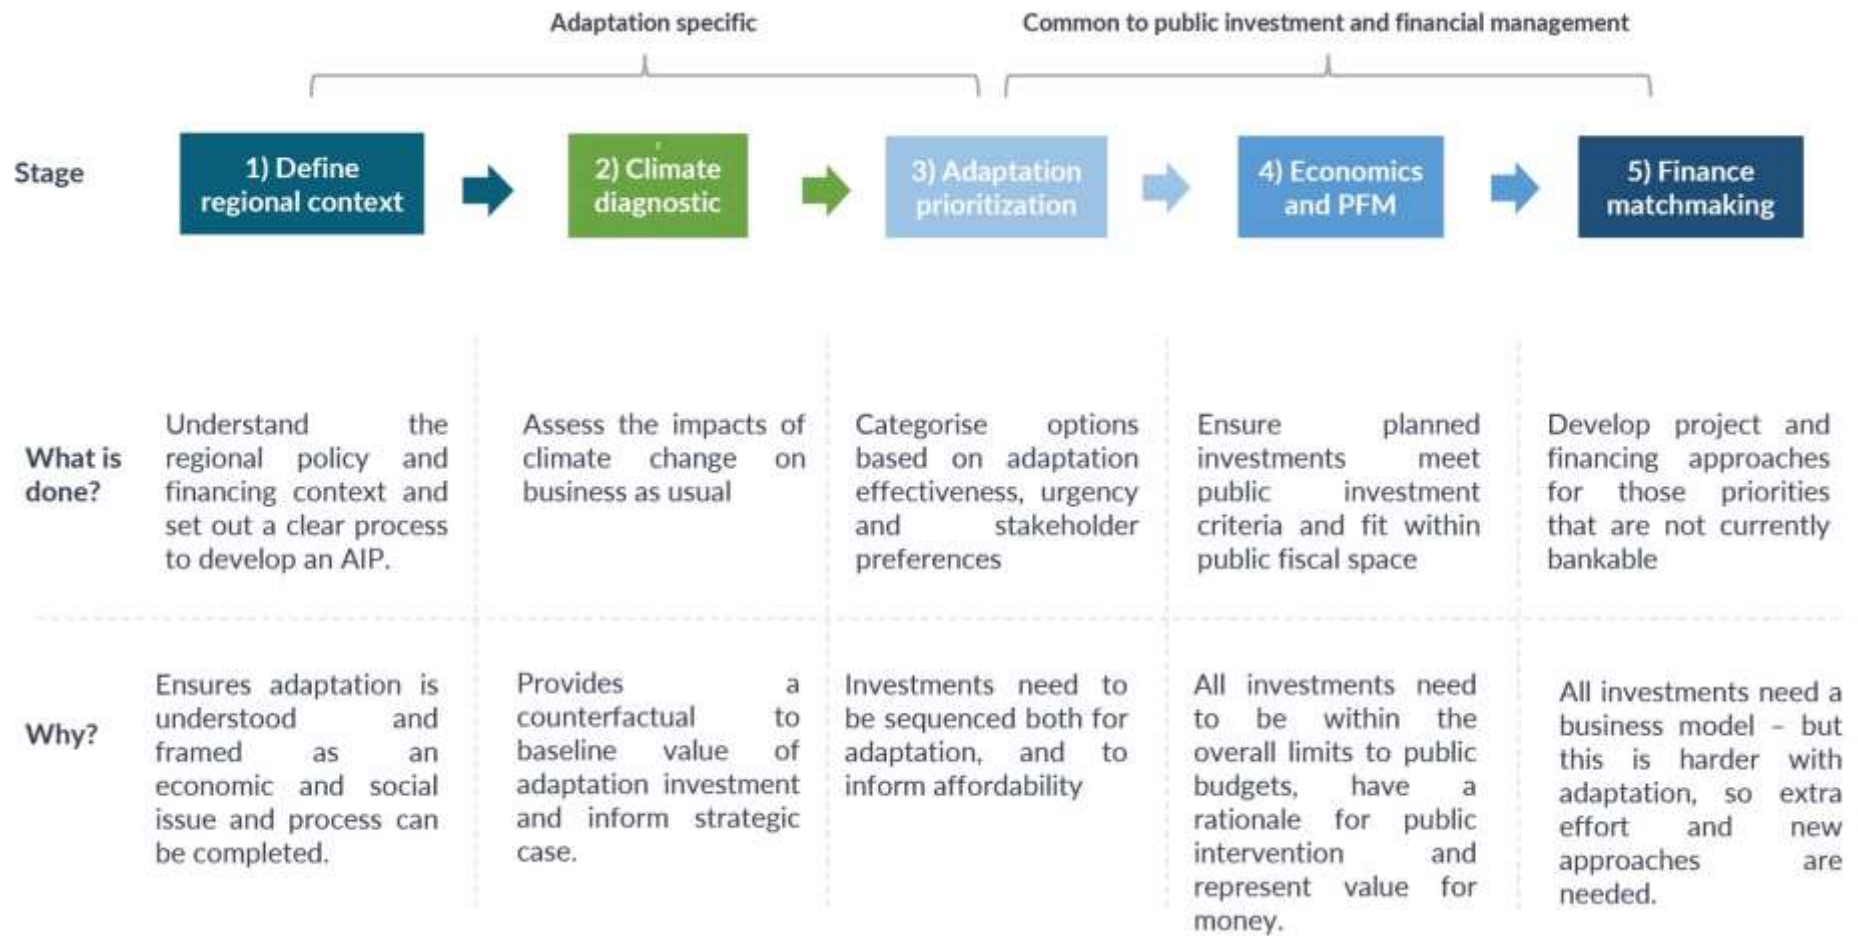 Adaptation specific
Common to public investment and financial management
Stage
1) Define
regional context
2) Climate
diagnostic
3) Adaptation
prioritization
4) Economics
and PFM
5) Finance
matchmaking
What is
done?
Understand the
regional policy and
financing context and
set out a clear process
to develop an AIP.
Assess the impacts of
climate change on
business as usual
Categorise options
based on adaptation
effectiveness, urgency
and stakeholder
preferences
Ensure planned
investments meet
public investment
criteria and fit within
public fiscal space
Develop project and
financing approaches
for those priorities
that are not currently
bankable
Why?
Ensures adaptation is
understood and
framed as an
economic and social
issue and process can
be completed.
Provides a
counterfactual to
baseline value of
adaptation investment
and inform strategic
case.
Investments need to
be sequenced both for
adaptation, and to
inform affordability
All investments need
to be within the
overall limits to public
budgets, have a
rationale for public
intervention and
represent value for
money.
All investments need a
business model – but
this is harder with
adaptation, so extra
effort and new
approaches are
needed.